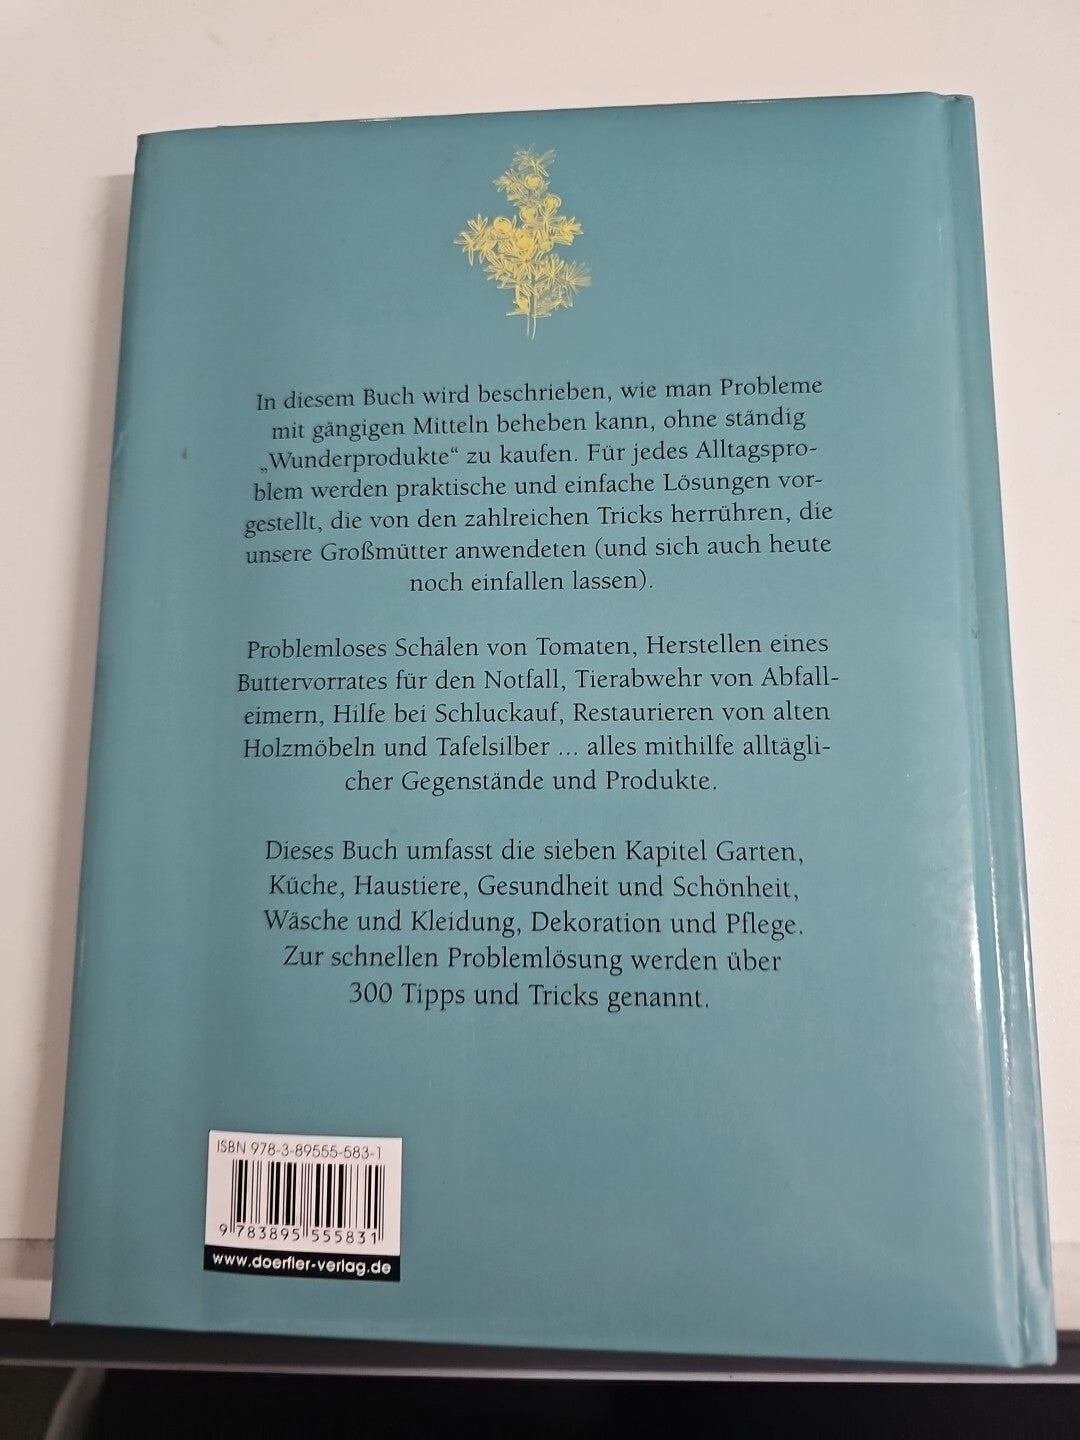 In diesem Buch wird beschrieben, wie man Probleme
mit gängigen Mitteln beheben kann, ohne ständig
„Wunderprodukte“ zu kaufen. Für jedes Alltagspro-
blem werden praktische und einfache Lösungen vor-
gestellt, die von den zahlreichen Tricks herrühren, die
unsere Großmütter anwendeten (und sich auch heute
noch einfallen lassen).
Problemloses Schälen von Tomaten, Herstellen eines
Buttervorrates für den Notfall, Tierabwehr von Abfall-
eimern, Hilfe bei Schluckauf, Restaurieren von alten
Holzmöbeln und Tafelsilber ... alles mithilfe alltägli-
cher Gegenstände und Produkte.
Dieses Buch umfasst die sieben Kapitel Garten,
Küche, Haustiere, Gesundheit und Schönheit,
Wäsche und Kleidung, Dekoration und Pflege.
Zur schnellen Problemlösung werden über
300 Tipps und Tricks genannt.
ISBN 978-3-89555-583-1
9 783895 555831
www.doerfler-verlag.de